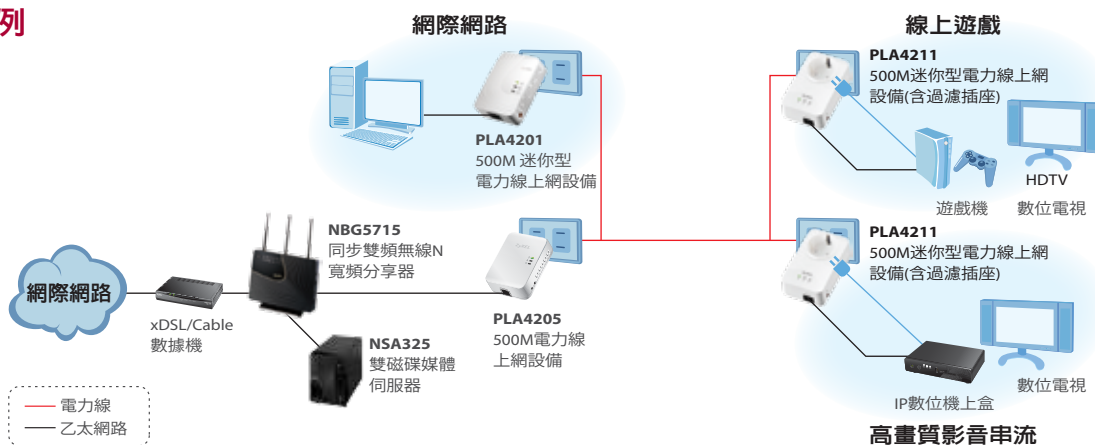 列
網際網路
線上遊戲
PLA4211
500M迷你型電力線上網
設備(含過濾插座)
PLA4201
500M 迷你型
電力線上網設備
HDTV
遊戲機
數位電視
NBG5715
同步雙頻無線N
寬頻分享器
PLA4211
500M迷你型電力線上網
設備(含過濾插座)
網際網路
xDSL/Cable
數據機
PLA4205
500M電力線
上網設備
NSA325
雙磁碟媒體
伺服器
數位電視
IP數位機上盒
電力線
乙太網路
高畫質影音串流